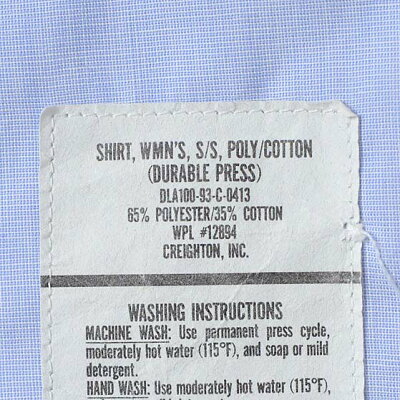 SHIRT, WMN'S, S/S, POLY/COTTON
(DURABLE PRESS)
DLA100-93-C-0413
65% POLYESTER/35% COTTON
WPL #12894
CREIGHTON, INC.
WASHING INSTRUCTIONS
MACHINE WASH: Use permanent press cycle,
moderately hot water (115°F), and soap or mild
detergent.
HAND WASH: Use moderately hot water (115°F),